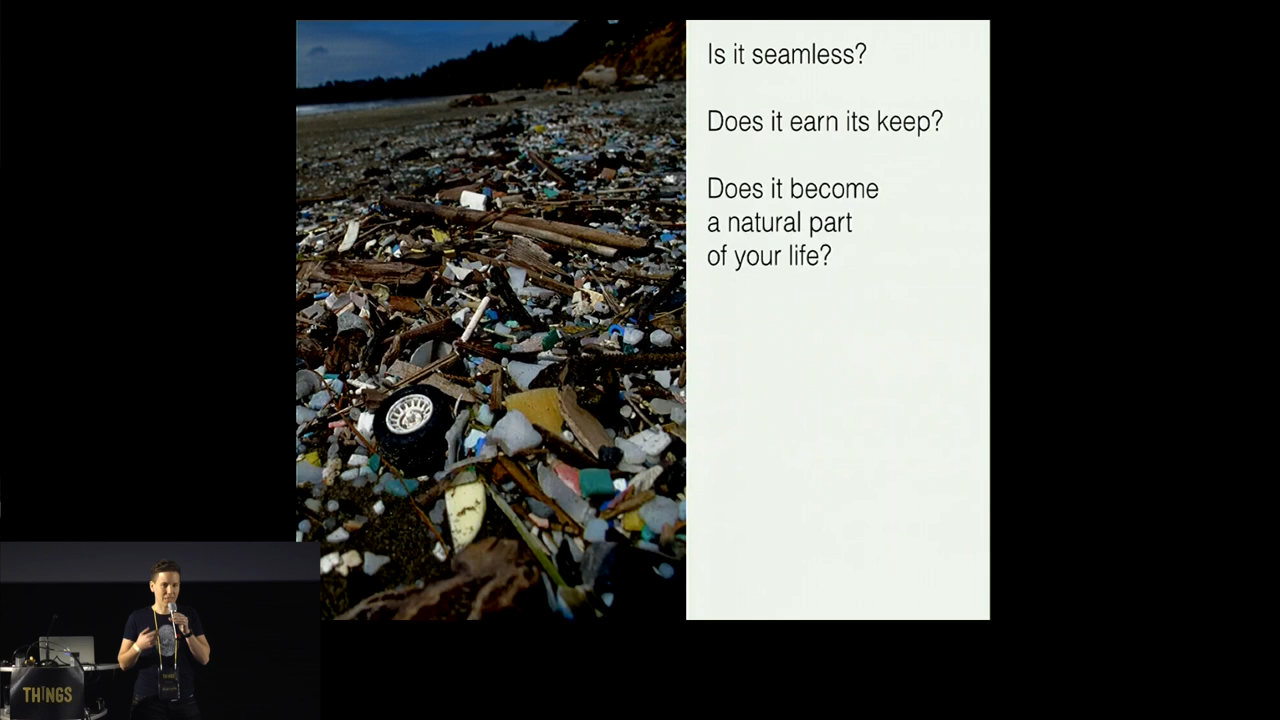 Is it seamless?
Does it earn its keep?
Does it become
a natural part
of your life?
THINGS